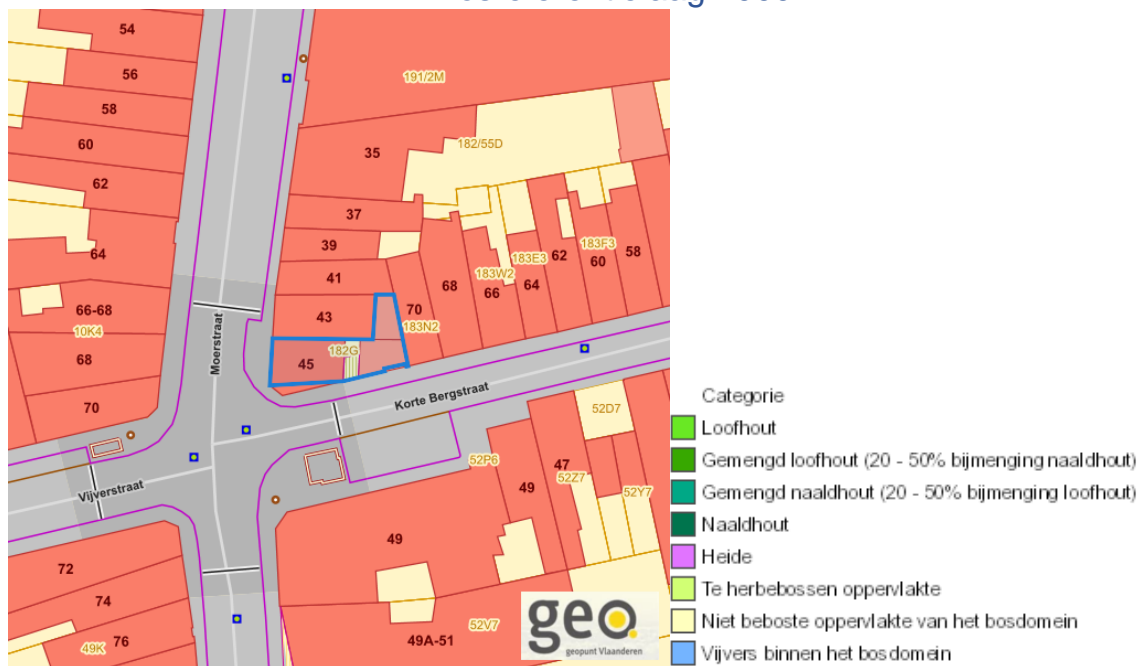 54
56
58
60
62
64
66-68
10K4
68
70
191/2M
35
182/55D
37
39
41
43
45
182G
70
183N2
68
66
183W2
64
183E3
62
60
183F3
58
Moerstraat
Korte Bergstraat
Vijverstraat
72
74
76
49K
49
52P6
49
47
52Z7
52D7
52Y7
49A-51
52V7
geo.
geopunt Vlaanderen
Categorie
Loofhout
Gemengd loofhout (20 - 50% bijmenging naaldhout)
Gemengd naaldhout (20 - 50% bijmenging loofhout)
Naaldhout
Heide
Te herbebossen oppervlakte
Niet beboste oppervlakte van het bosdomein
Vijvers binnen het bosdomein